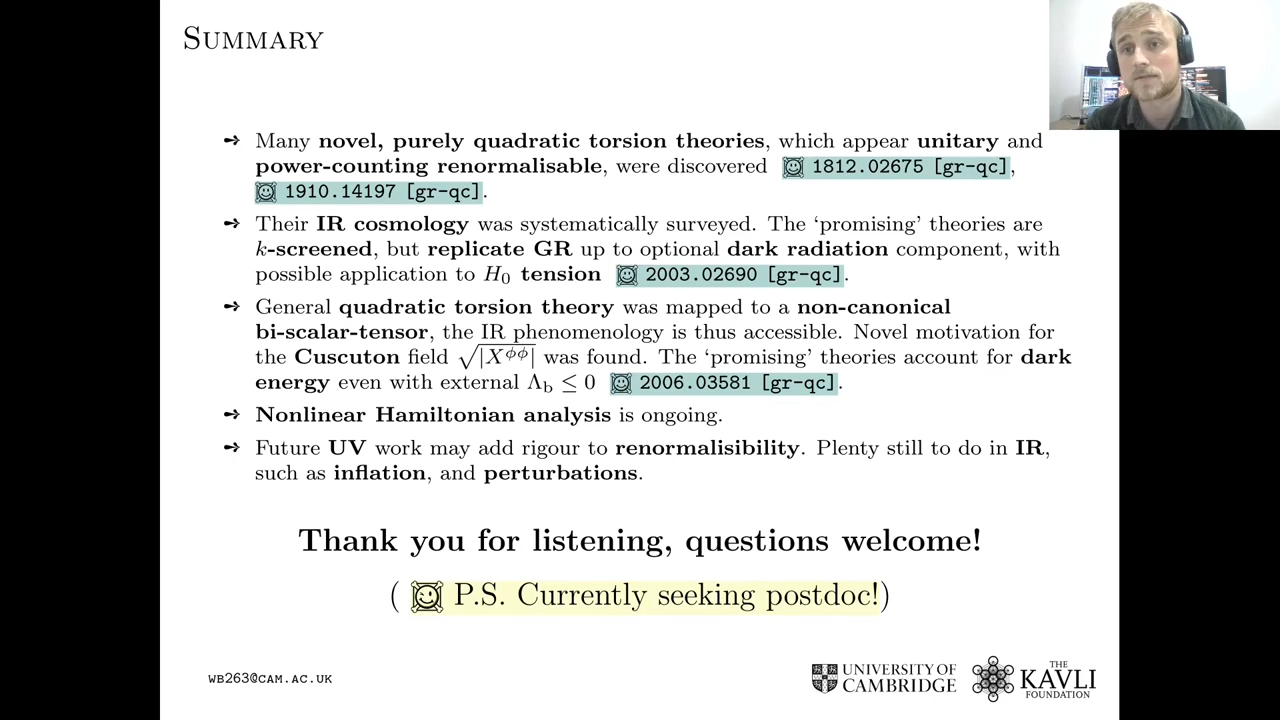 Summary
➺ Many novel, purely quadratic torsion theories, which appear unitary and
power-counting renormalisable, were discovered 1812.02675 [gr-qc],
1910.14197 [gr-qc].
➺ Their IR cosmology was systematically surveyed. The ‘promising’ theories are
k-screened, but replicate GR up to optional dark radiation component, with
possible application to H₀ tension 2003.02690 [gr-qc].
➺ General quadratic torsion theory was mapped to a non-canonical
bi-scalar-tensor, the IR phenomenology is thus accessible. Novel motivation for
the Cuscuton field √|X^ϕϕ| was found. The ‘promising’ theories account for dark
energy even with external Λ_b ≤ 0 2006.03581 [gr-qc].
➺ Nonlinear Hamiltonian analysis is ongoing.
➺ Future UV work may add rigour to renormalisibility. Plenty still to do in IR,
such as inflation, and perturbations.
Thank you for listening, questions welcome!
( P.S. Currently seeking postdoc!)
WB263@CAM.AC.UK
UNIVERSITY OF
CAMBRIDGE
THE
KAVLI
FOUNDATION